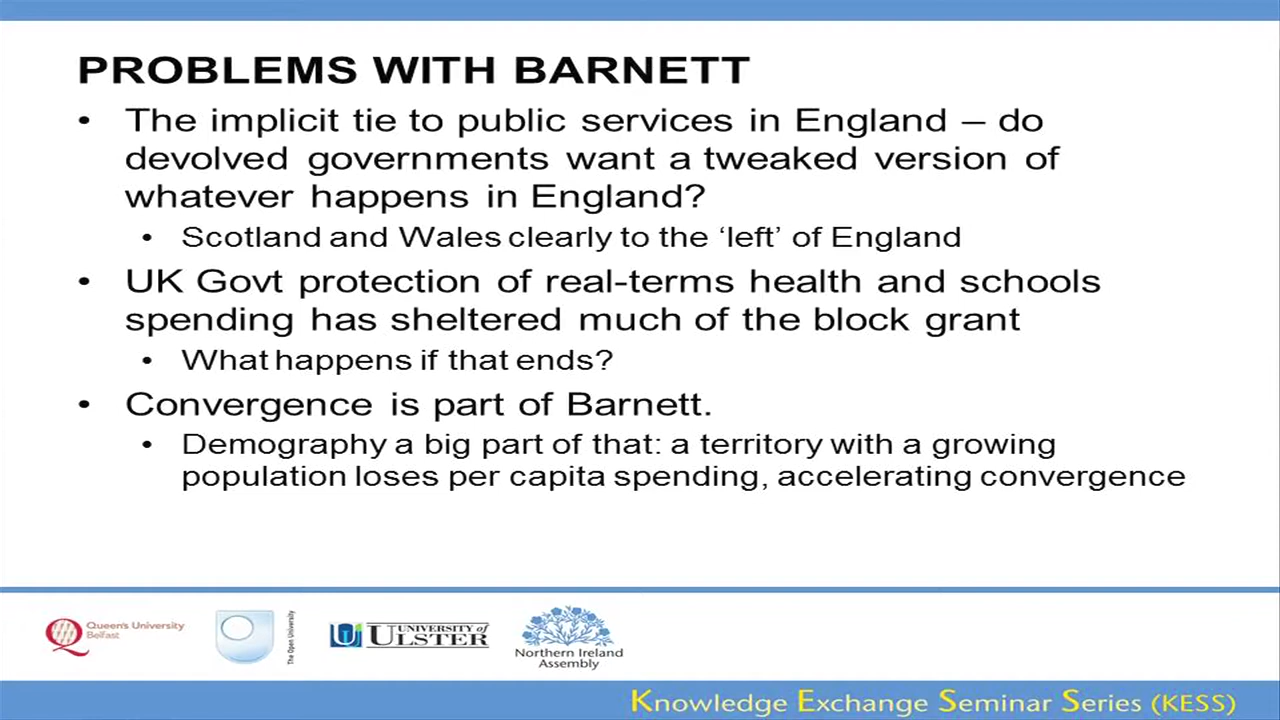 PROBLEMS WITH BARNETT
• The implicit tie to public services in England – do
devolved governments want a tweaked version of
whatever happens in England?
• Scotland and Wales clearly to the ‘left’ of England
• UK Govt protection of real-terms health and schools
spending has sheltered much of the block grant
• What happens if that ends?
• Convergence is part of Barnett.
• Demography a big part of that: a territory with a growing
population loses per capita spending, accelerating convergence
Queen's University
Belfast
The Open University
UNIVERSITY of
ULSTER
Northern Ireland
Assembly
Knowledge Exchange Seminar Series (KESS)